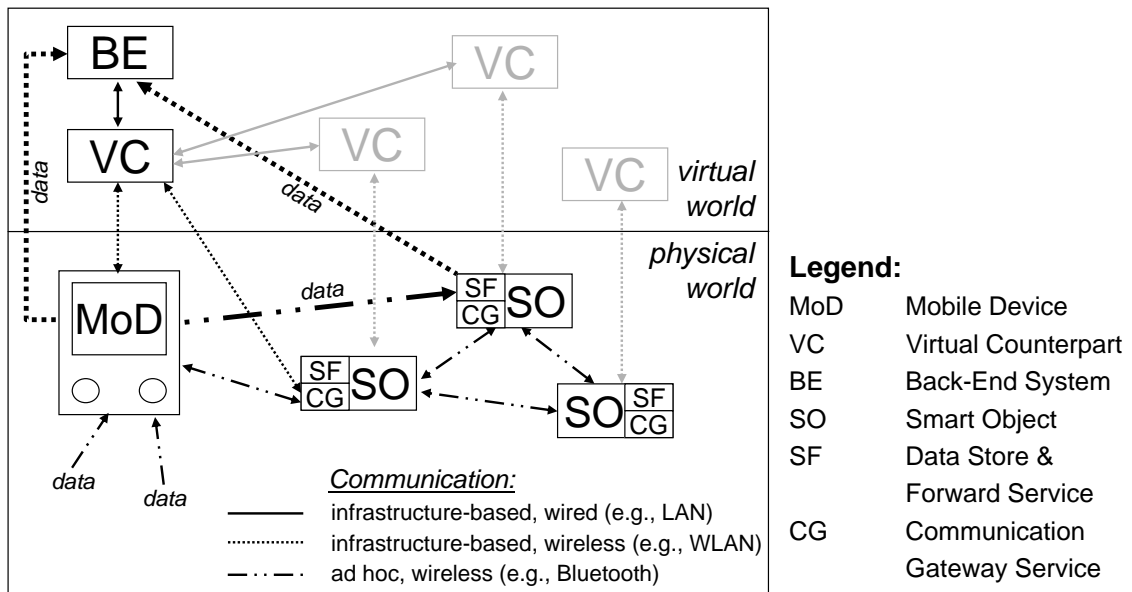 BE
VC
VC
VC
VC
virtual
world
data
data
physical
world
MoD
data
SF
CG
SO
SF
CG
SO
SO
SF
CG
data
data
Communication:
infrastructure-based, wired (e.g., LAN)
infrastructure-based, wireless (e.g., WLAN)
ad hoc, wireless (e.g., Bluetooth)
Legend:
MoD Mobile Device
VC Virtual Counterpart
BE Back-End System
SO Smart Object
SF Data Store &
Forward Service
CG Communication
Gateway Service